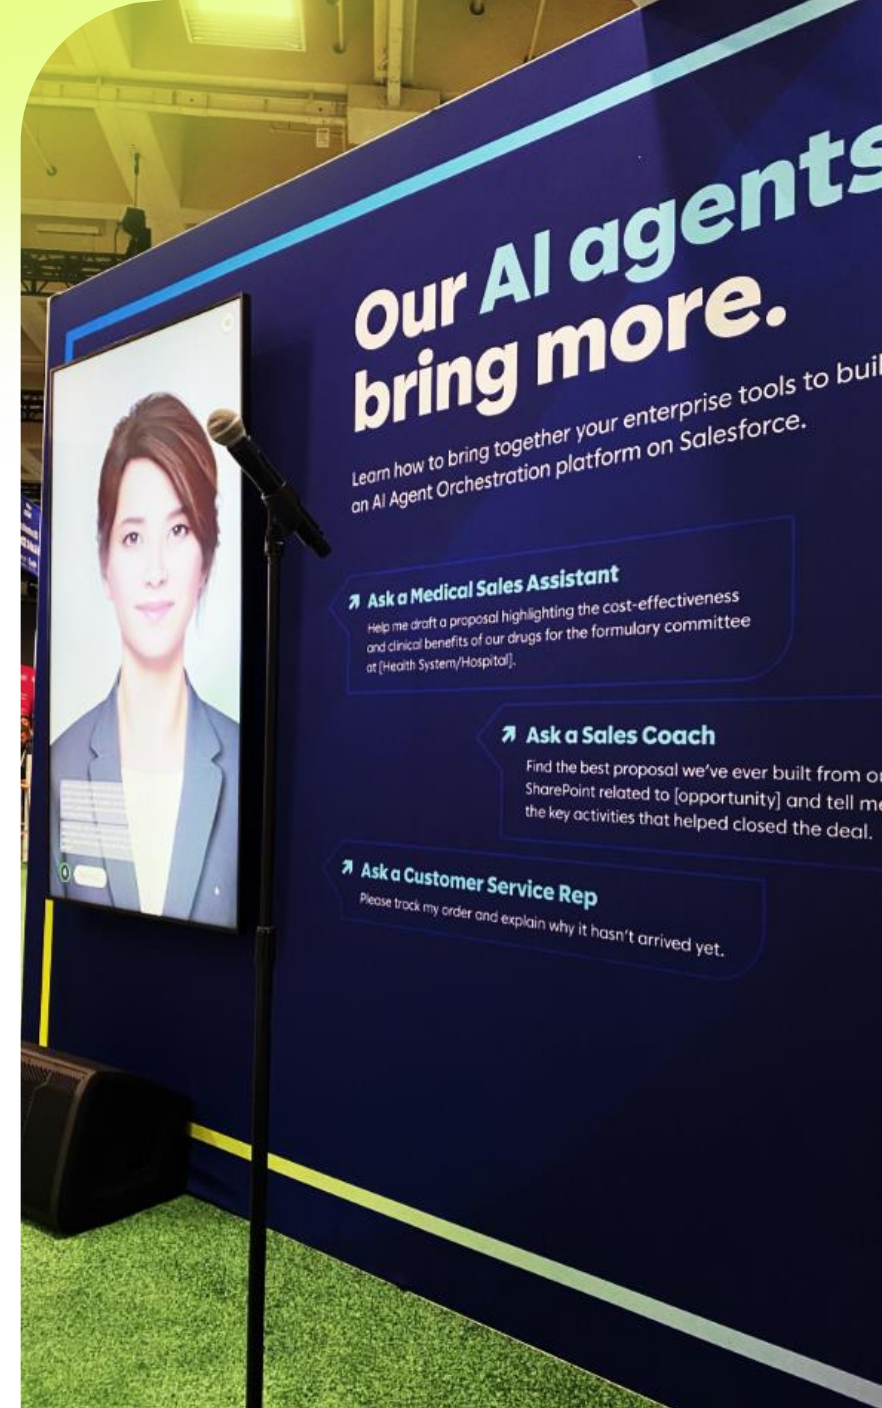 Our AI agents
bring more.
Learn how to bring together your enterprise tools to buil
an AI Agent Orchestration platform on Salesforce.
Ask a Medical Sales Assistant
Help me draft a proposal highlighting the cost-effectiveness
and clinical benefits of our drugs for the formulary committee
at [Health System/Hospital].
Ask a Sales Coach
Find the best proposal we've ever built from
SharePoint related to [opportunity] and tell me
the key activities that helped closed the deal.
Ask a Customer Service Rep
Please track my order and explain why it hasn't arrived yet.